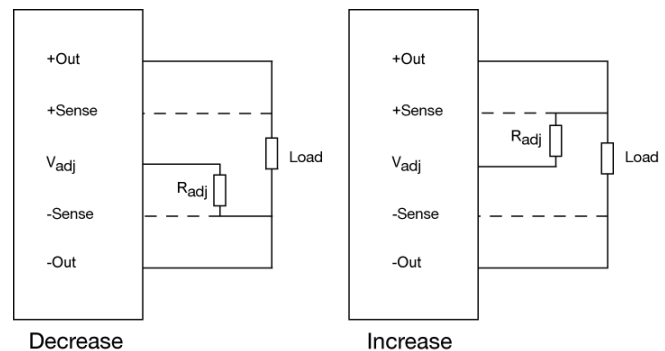 +Out
+Sense
Vadj
-Sense
-Out
Radj
Load
Decrease
+Out
+Sense
Vadj
-Sense
-Out
Radj
Load
Increase